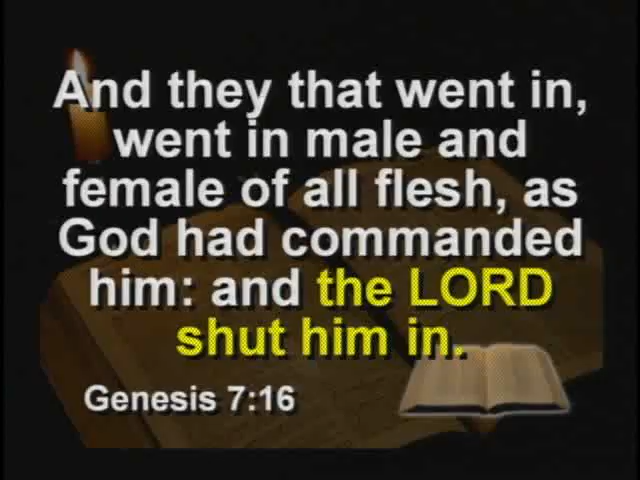 And they that went in,
went in male and
female of all flesh, as
God had commanded
him: and the LORD
shut him in.
Genesis 7:16